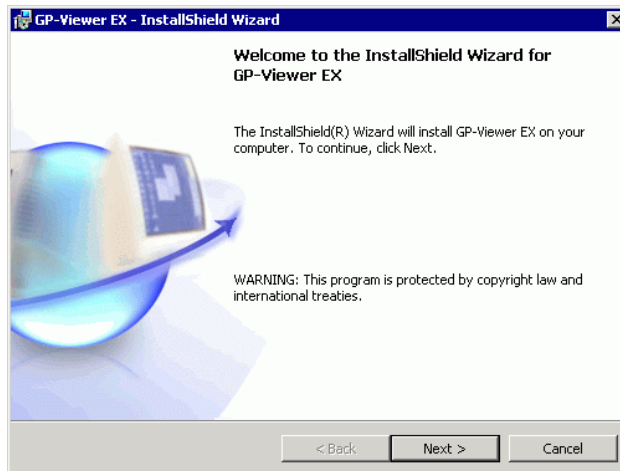 GP-Viewer EX - InstallShield Wizard
Welcome to the InstallShield Wizard for
GP-Viewer EX
The InstallShield(R) Wizard will install GP-Viewer EX on your
computer. To continue, click Next.
WARNING: This program is protected by copyright law and
international treaties.
< Back
Next >
Cancel